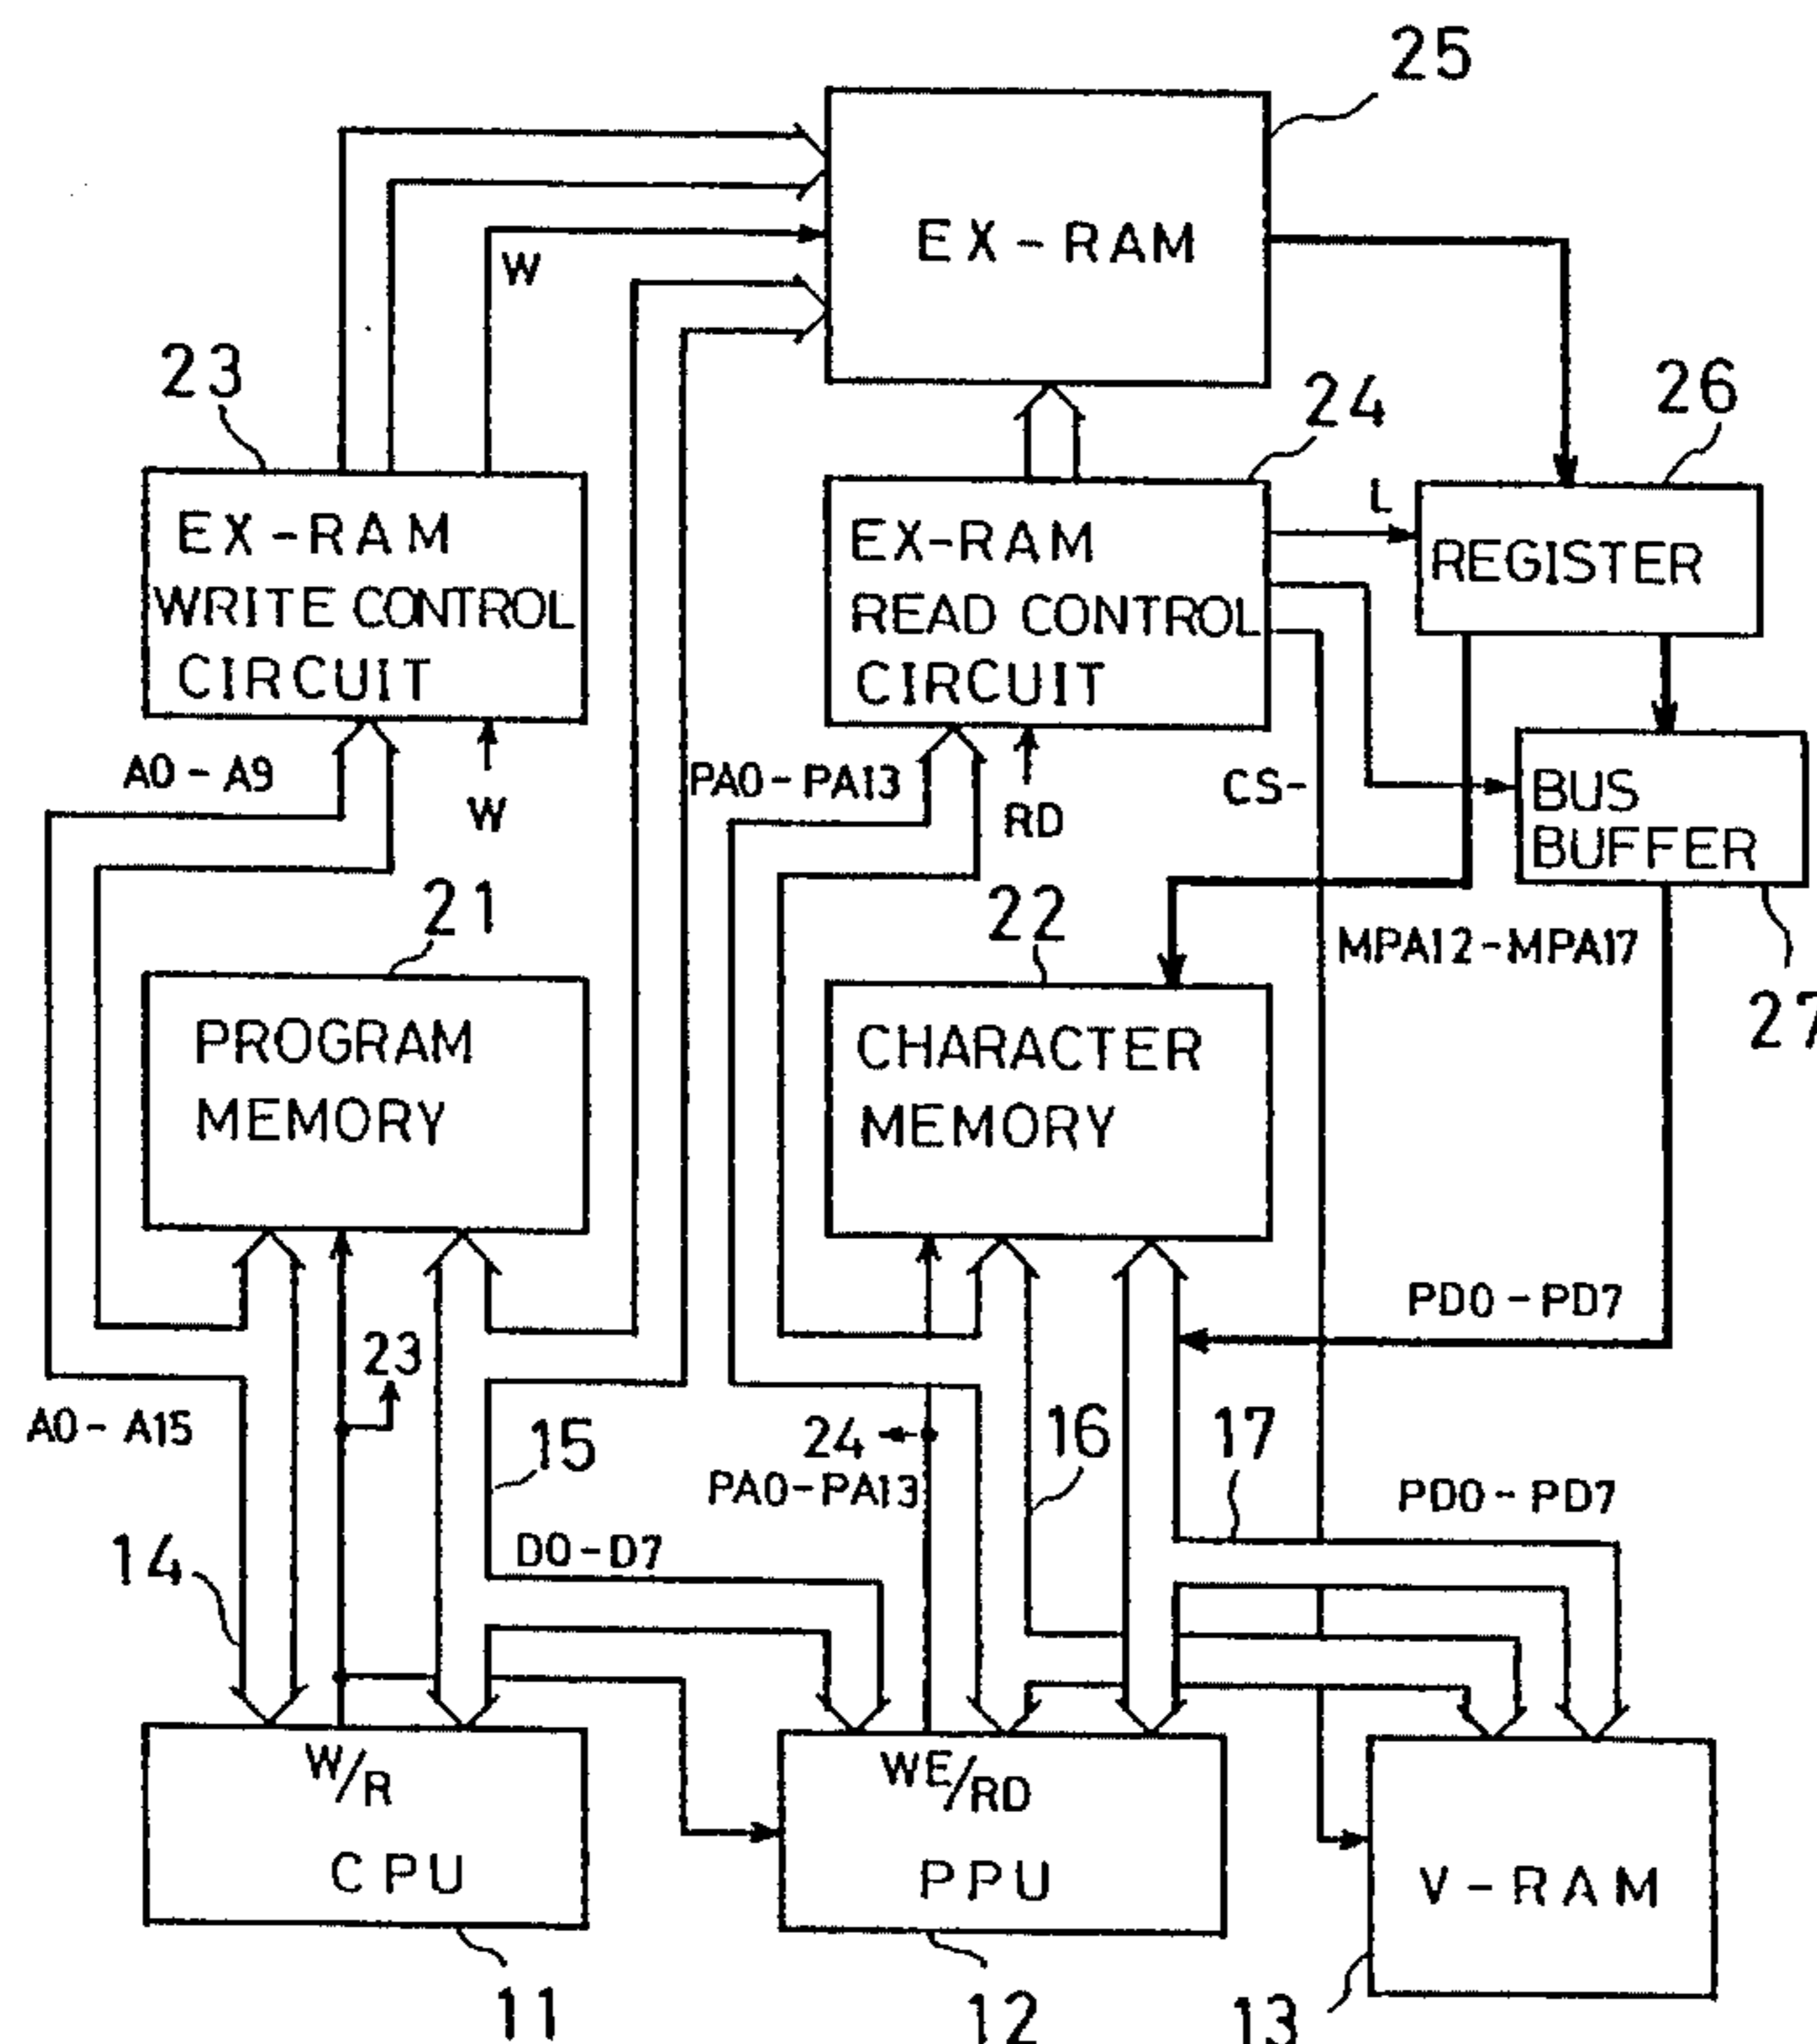 25
EX-RAM
W
23
24
26
L
EX-RAM
WRITE CONTROL
CIRCUIT
EX-RAM
READ CONTROL
CIRCUIT
REGISTER
A0-A9
W
PA0-PA13
RD
CS-
BUS
BUFFER
21
22
MPA12-MPA17
27
PROGRAM
MEMORY
CHARACTER
MEMORY
PD0-PD7
23
A0-A15
15
24
16
17
PA0-PA13
PD0-PD7
14
D0-D7
W/R
CPU
WE/RD
PPU
V-RAM
11
12
13